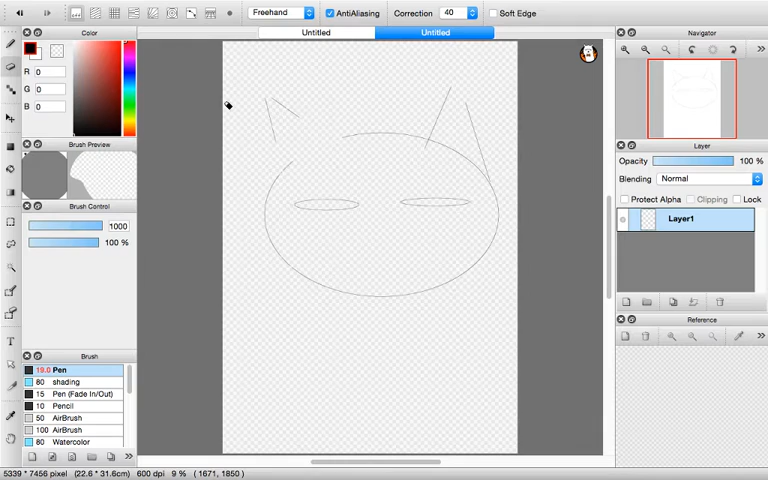 Freehand AntiAliasing Correction 40 Soft Edge
Untitled Untitled
Color
R 0
G 0
B 0
Brush Preview
Brush Control
1000
100 %
Brush
19.0 Pen
80 shading
15 Pen (Fade In/Out)
10 Pencil
50 AirBrush
100 AirBrush
80 Watercolor
Navigator
Layer
Opacity 100 %
Blending Normal
Protect Alpha Clipping Lock
Layer1
Reference
5339 * 7456 pixel (22.6 * 31.6cm) 600 dpi 9 % ( 1671, 1850 )